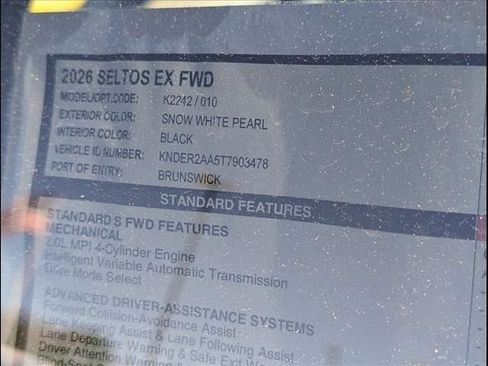 2026 SELTOS EX FWD
MODEL/OPT.CODE: K2242 / 010
EXTERIOR COLOR: SNOW WHITE PEARL
INTERIOR COLOR: BLACK
VEHICLE ID NUMBER: KNDER2AA5T7903478
PORT OF ENTRY: BRUNSWICK
STANDARD FEATURES
STANDARD S FWD FEATURES
MECHANICAL
2.0L MPI 4-Cylinder Engine
Intelligent Variable Automatic Transmission
Drive Mode Select
ADVANCED DRIVER-ASSISTANCE SYSTEMS
Forward Collision-Avoidance Assist
Lane Keeping Assist & Lane Following Assist
Lane Departure Warning & Safe Exit
Driver Attention Warning &
Blind-Spot